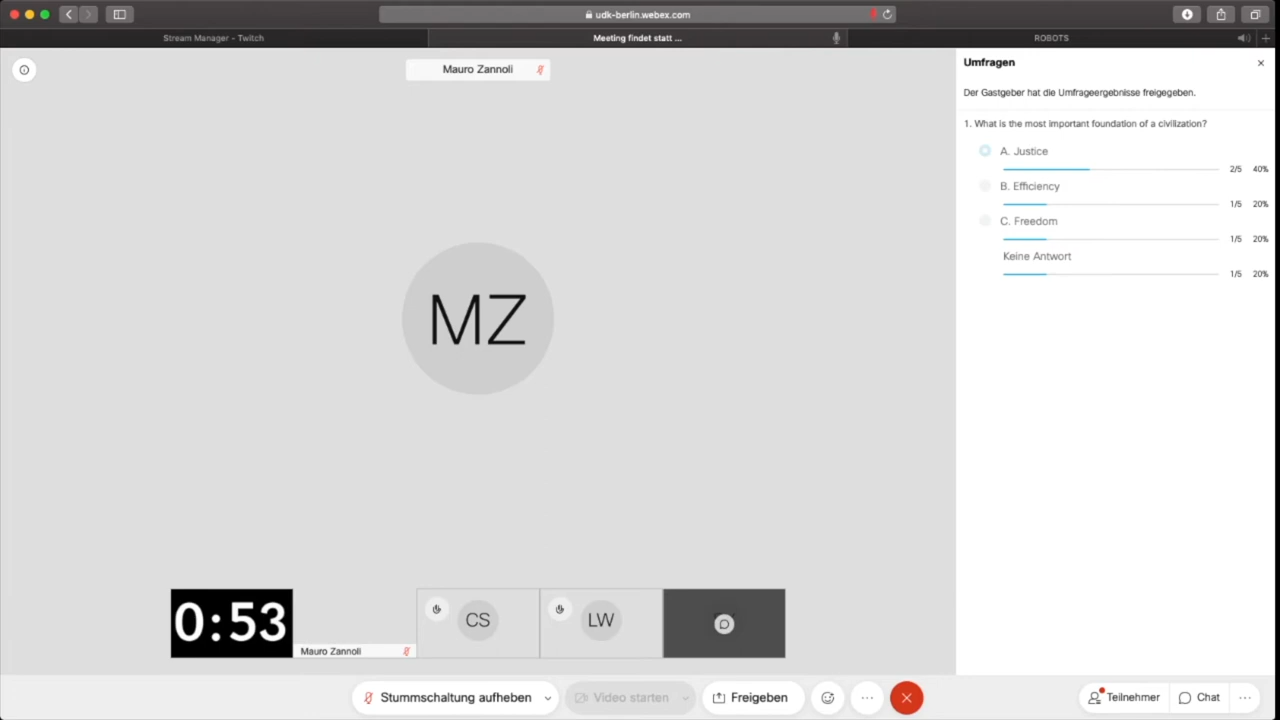 udk-berlin.webex.com
Stream Manager - Twitch
Meeting findet statt ...
ROBOTS
Mauro Zannoli
MZ
Umfragen
Der Gastgeber hat die Umfrageergebnisse freigegeben.
1. What is the most important foundation of a civilization?
A. Justice
2/5 40%
B. Efficiency
1/5 20%
C. Freedom
1/5 20%
Keine Antwort
1/5 20%
0:53
Mauro Zannoli
CS
LW
Stummschaltung aufheben
Video starten
Freigeben
Teilnehmer
Chat